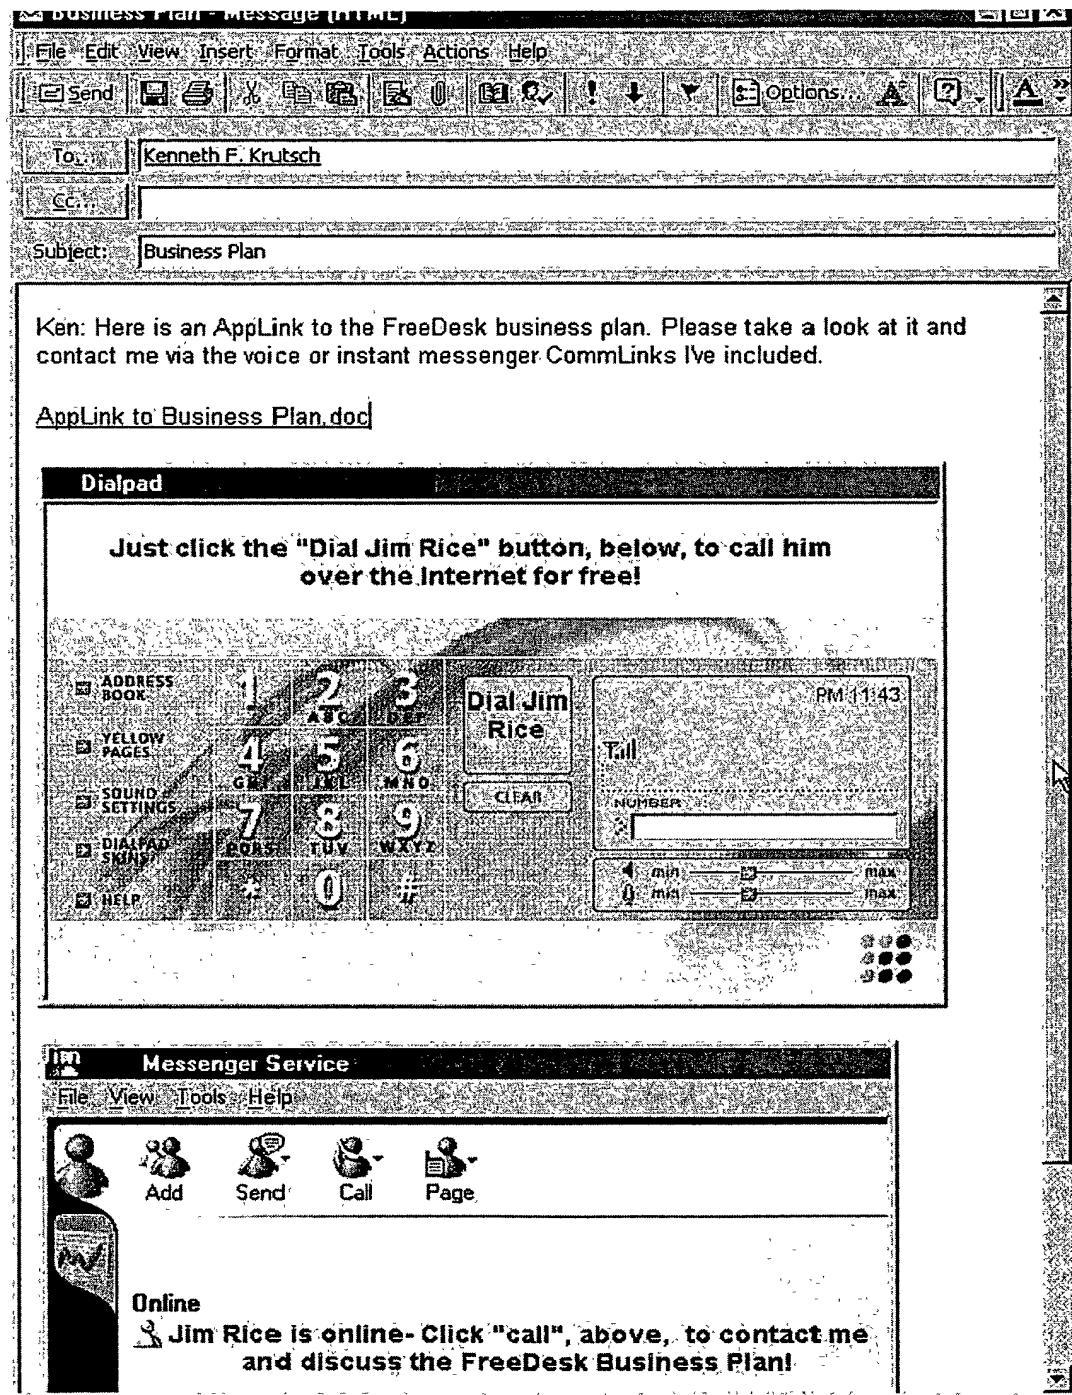 Business Plan - Message (HTML)
File Edit View Insert Format Tools Actions Help
Send Options...
To... Kenneth F. Krutsch
Cc...
Subject: Business Plan
Ken: Here is an AppLink to the FreeDesk business plan. Please take a look at it and
contact me via the voice or instant messenger CommLinks I've included.
AppLink to Business Plan.doc
Dialpad
Just click the "Dial Jim Rice" button, below, to call him
over the Internet for free!
ADDRESS
BOOK
YELLOW
PAGES
SOUND
SETTINGS
DIALPAD
SKINS
HELP
1 2 3
ABC DEF
4 5 6
GHI JKL MNO
7 8 9
PQRS TUV WXYZ
* 0 #
Dial Jim
Rice
CLEAR
PM 11:43
NUMBER
min max
min max
Messenger Service
File View Tools Help
Add Send Call Page
Online
Jim Rice is online- Click "call", above, to contact me
and discuss the FreeDesk Business Plan!